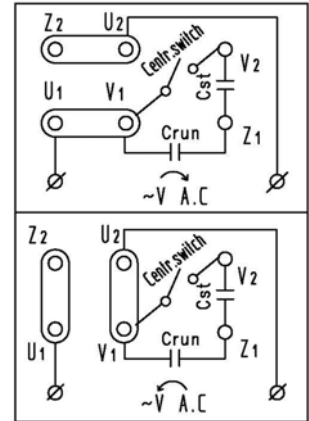 Z2 U2
Centr.switch
V2
Cst
U1 V1
Crun
Z1
~V A.C
Z2 U2
Centr.switch
V2
Cst
U1 V1
Crun
Z1
~V A.C